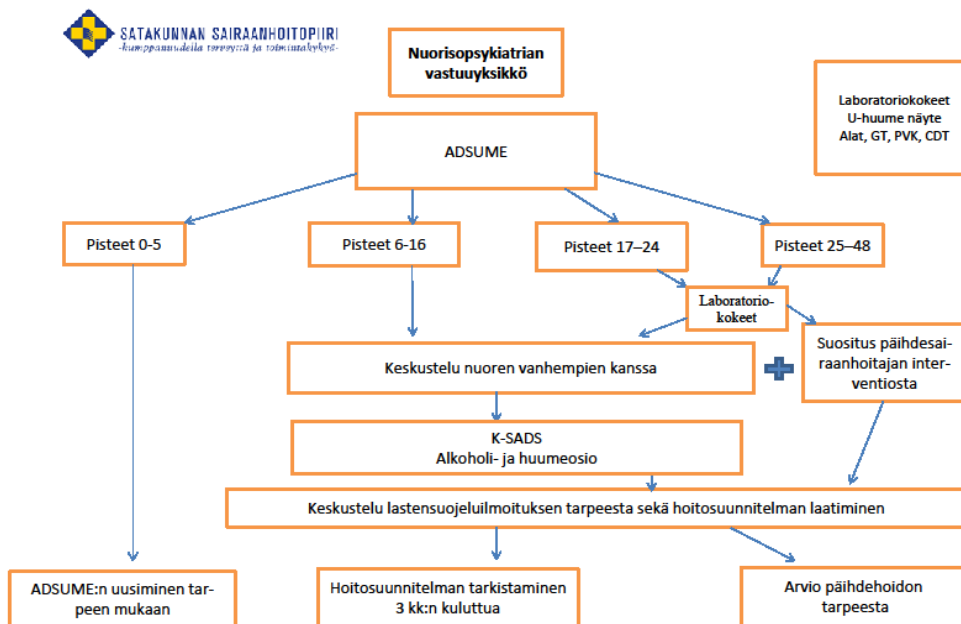 SATAKUNNAN SAIRAANHOITOPIIRI
-kumppanuudella terveyttä ja toimintakykyä-
Nuorisopsykiatrian
vastuuyksikkö
Laboratoriokokeet
U-huume näyte
Alat, GT, PVK, CDT
ADSUME
Pisteet 0-5
Pisteet 6-16
Pisteet 17–24
Pisteet 25–48
Laboratorio-
kokeet
Keskustelu nuoren vanhempien kanssa
Suositus päihdesai-
raanhoitajan inter-
ventiosta
K-SADS
Alkoholi- ja huumeosio
Keskustelu lastensuojeluilmoituksen tarpeesta sekä hoitosuunnitelman laatiminen
ADSUME:n uusiminen tar-
peen mukaan
Hoitosuunnitelman tarkistaminen
3 kk:n kuluttua
Arvio päihdehoidon
tarpeesta